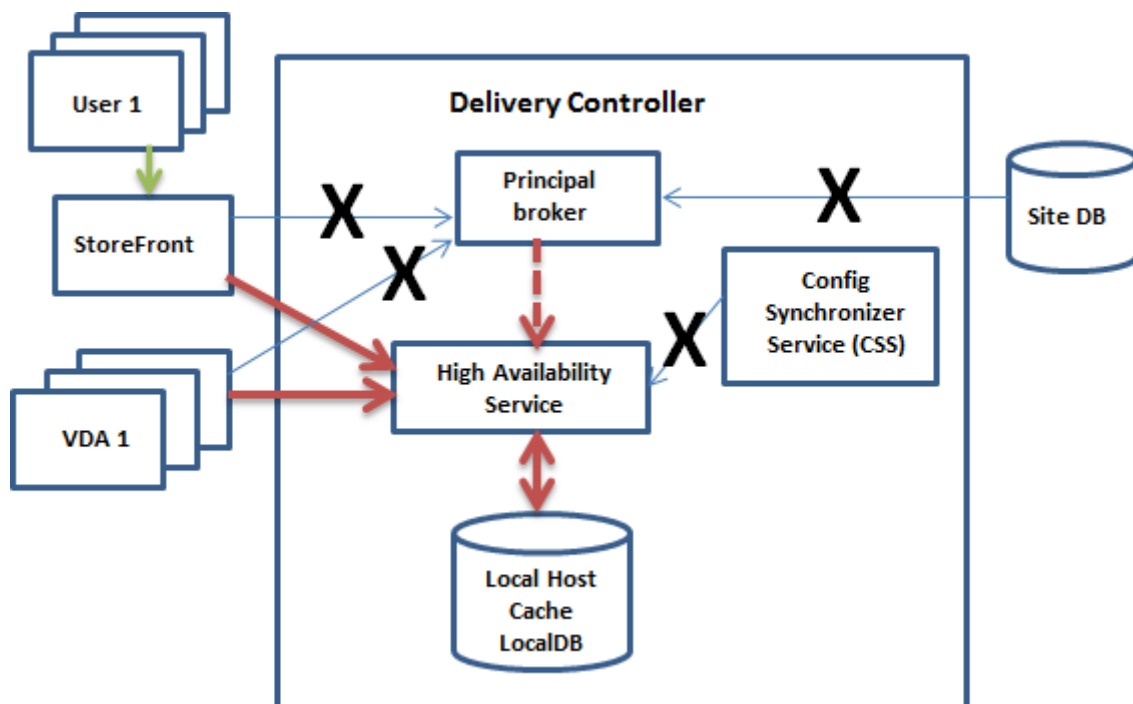 User 1
Delivery Controller
Principal
broker
X
X
Site DB
StoreFront
X
Config
Synchronizer
Service (CSS)
X
High Availability
Service
VDA 1
Local Host
Cache
LocalDB